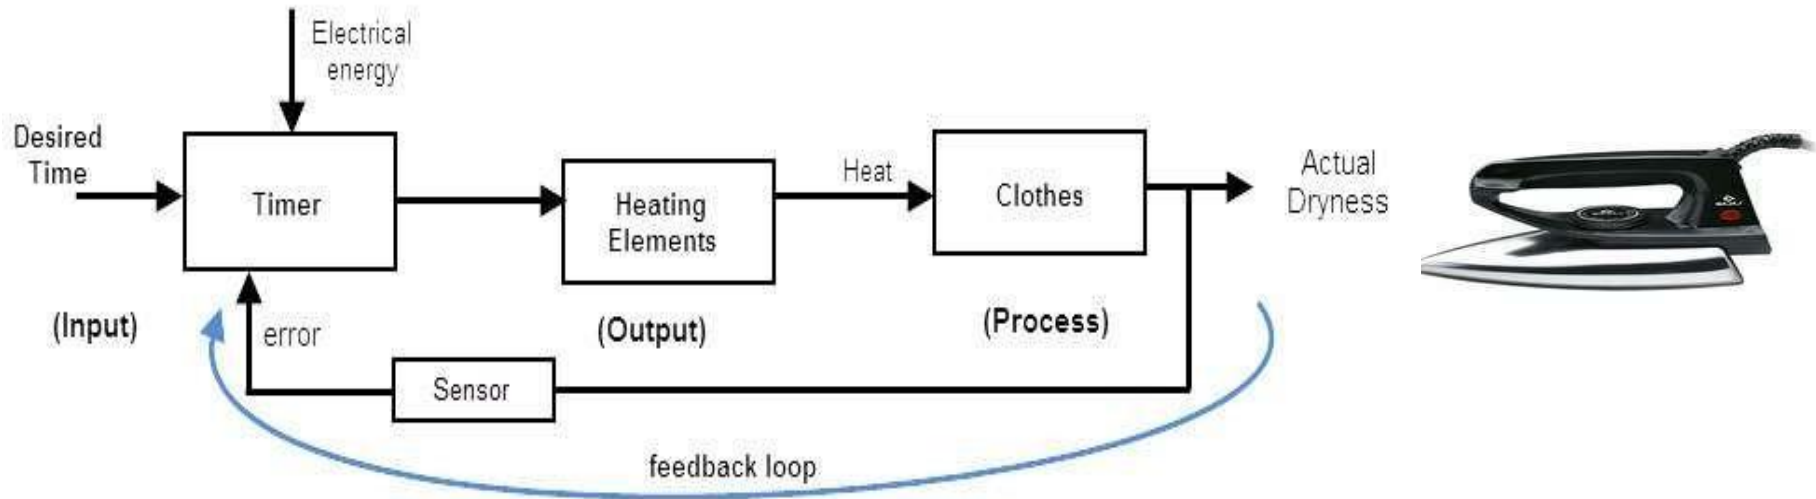 Electrical
energy
Desired
Time
Timer
Heating
Elements
Heat
Clothes
Actual
Dryness
(Input)
error
(Output)
(Process)
Sensor
feedback loop